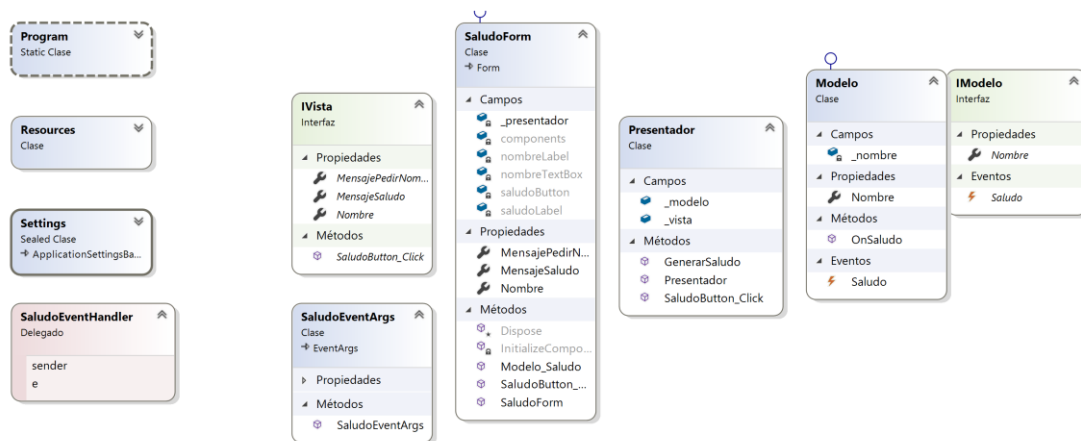 Program
Static Clase
Resources
Clase
Settings
Sealed Clase
ApplicationSettingsBa...
SaludoEventHandler
Delegado
sender
e
IVista
Interfaz
Propiedades
MensajePedirNom...
MensajeSaludo
Nombre
Métodos
SaludoButton_Click
SaludoEventArgs
Clase
EventArgs
Propiedades
Métodos
SaludoEventArgs
SaludoForm
Clase
Form
Campos
_presentador
components
nombreLabel
nombreTextBox
saludoButton
saludoLabel
Propiedades
MensajePedirN...
MensajeSaludo
Nombre
Métodos
Dispose
InitializeCompo...
Modelo_Saludo
SaludoButton_...
SaludoForm
Presentador
Clase
Campos
_modelo
_vista
Métodos
GenerarSaludo
Presentador
SaludoButton_Click
Modelo
Clase
Campos
_nombre
Propiedades
Nombre
Métodos
OnSaludo
Eventos
Saludo
IModelo
Interfaz
Propiedades
Nombre
Eventos
Saludo